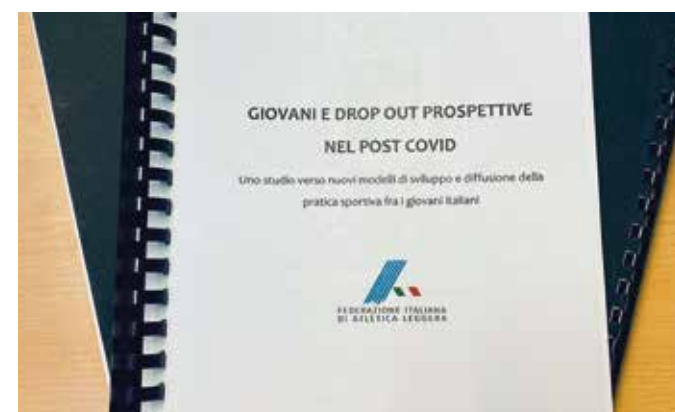 GIOVANI E DROP OUT PROSPETTIVE
NEL POST COVID
Uno studio verso nuovi modelli di sviluppo e diffusione della
pratica sportiva fra i giovani italiani
FEDERAZIONE ITALIANA
DI ATLETICA LEGGERA